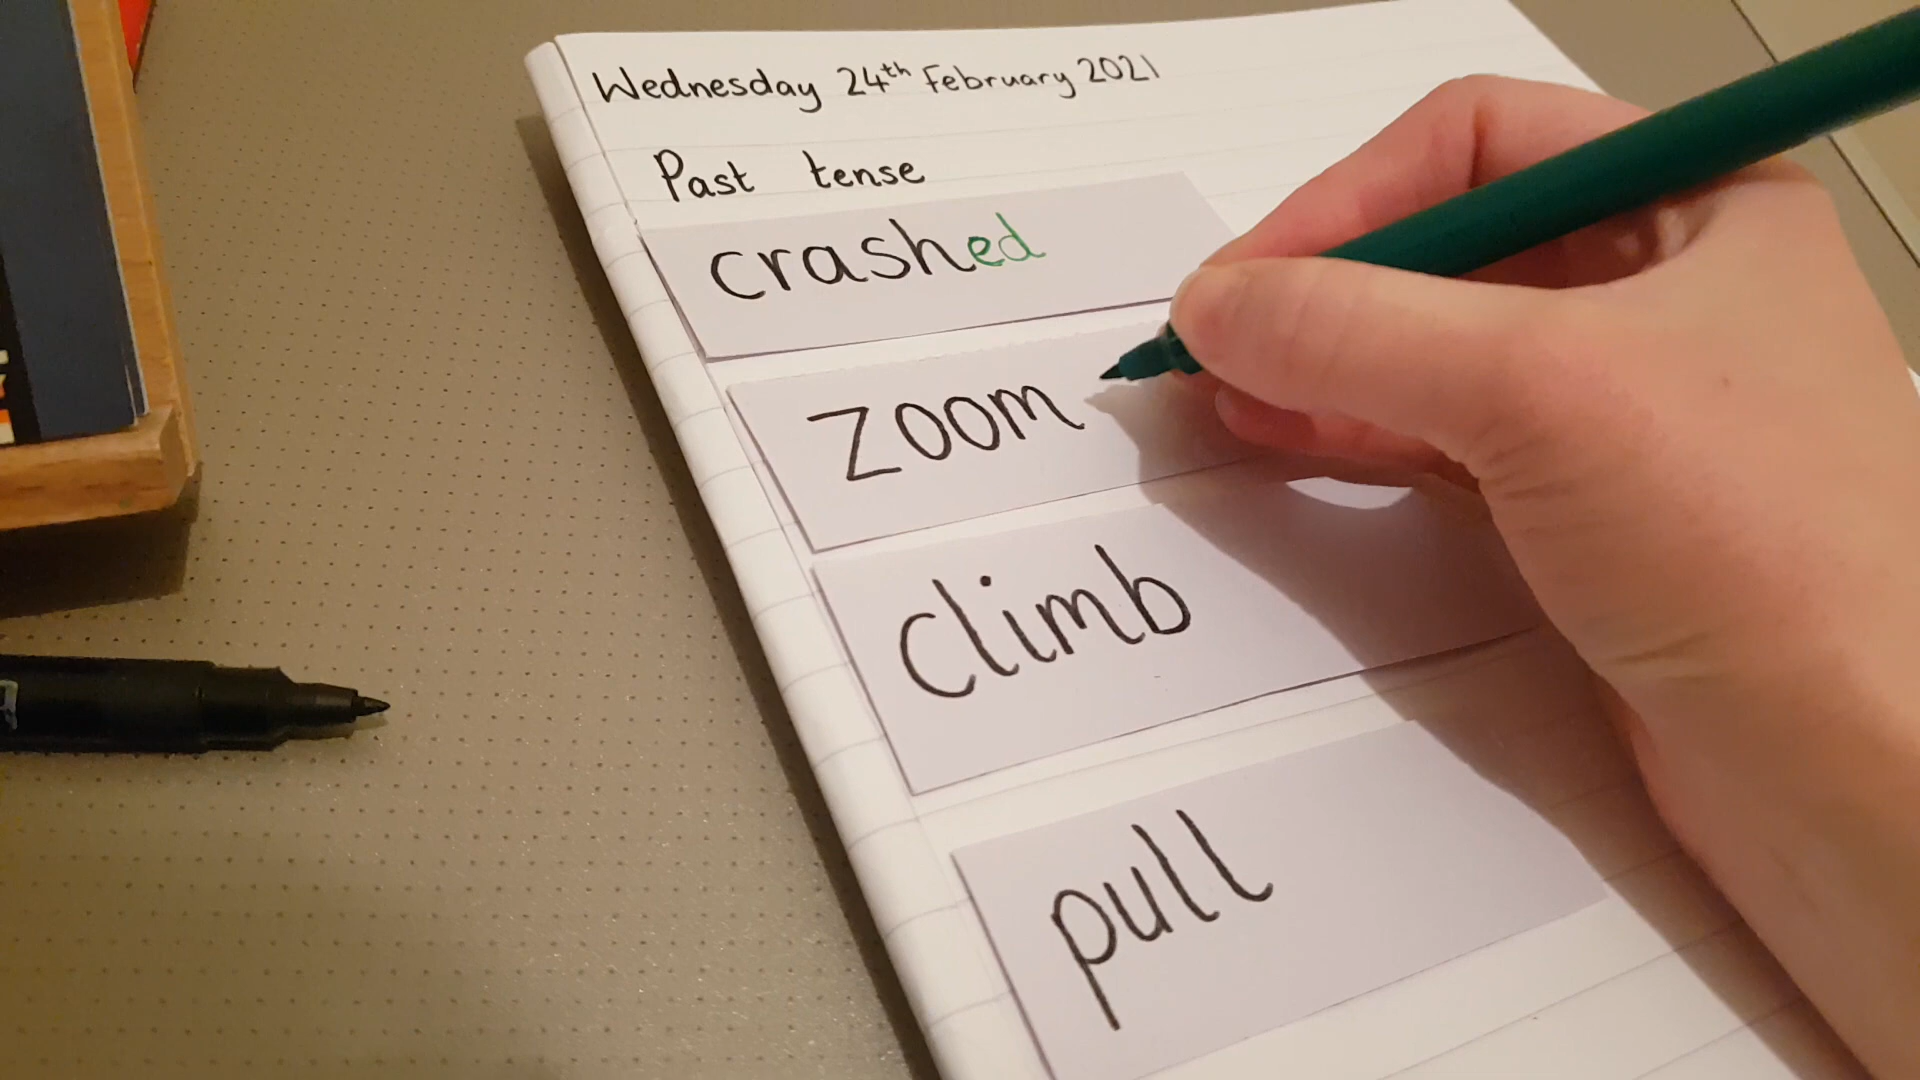 Wednesday 24th February 2021
Past tense
crashed
zoom
climb
pull